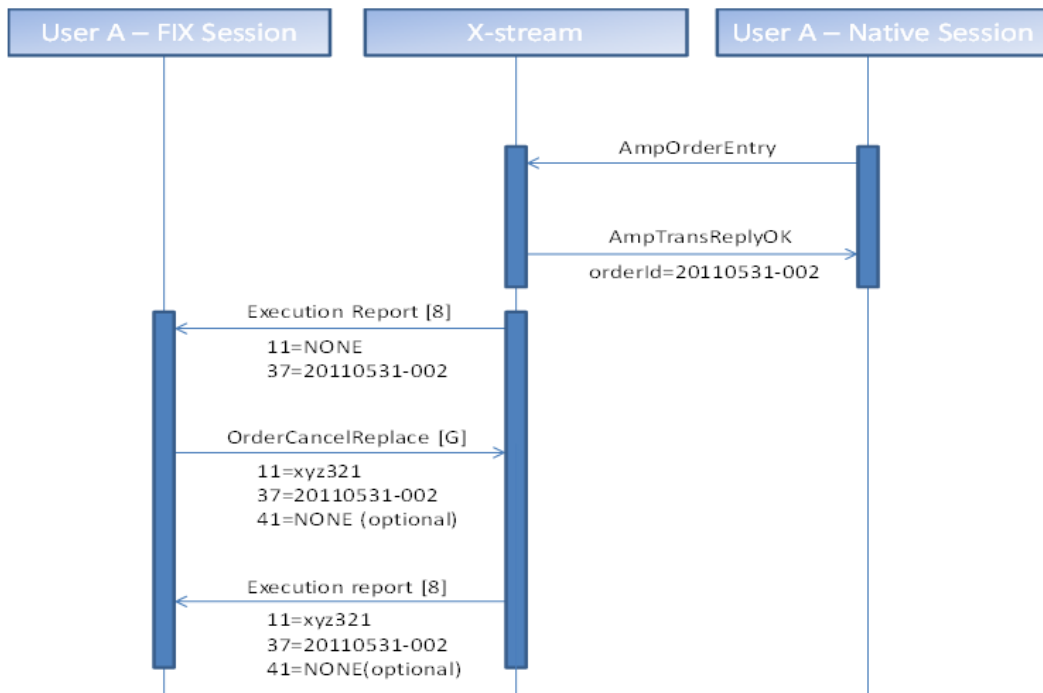 User A – FIX Session
X-stream
User A – Native Session
AmpOrderEntry
AmpTransReplyOK
orderId=20110531-002
Execution Report [8]
11=NONE
37=20110531-002
OrderCancelReplace [G]
11=xyz321
37=20110531-002
41=NONE (optional)
Execution report [8]
11=xyz321
37=20110531-002
41=NONE(optional)